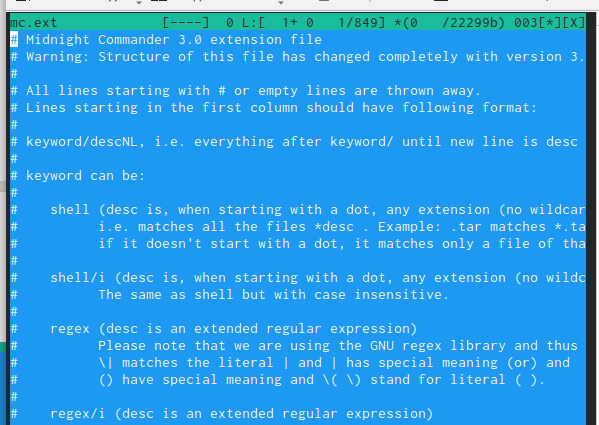 mc.ext [----] 0 L:[ 1+ 0 1/849] *(0 /22299b) 003[*][X]
# Midnight Commander 3.0 extension file
# Warning: Structure of this file has changed completely with version 3.
#
# All lines starting with # or empty lines are thrown away.
# Lines starting in the first column should have following format:
#
# keyword/descNL, i.e. everything after keyword/ until new line is desc
#
# keyword can be:
#
# shell (desc is, when starting with a dot, any extension (no wildcar
# i.e. matches all the files *desc . Example: .tar matches *.ta
# if it doesn't start with a dot, it matches only a file of tha
#
# shell/i (desc is, when starting with a dot, any extension (no wildc
# The same as shell but with case insensitive.
#
# regex (desc is an extended regular expression)
# Please note that we are using the GNU regex library and thus
# \| matches the literal | and | has special meaning (or) and
# () have special meaning and \( \) stand for literal ( ).
#
# regex/i (desc is an extended regular expression)